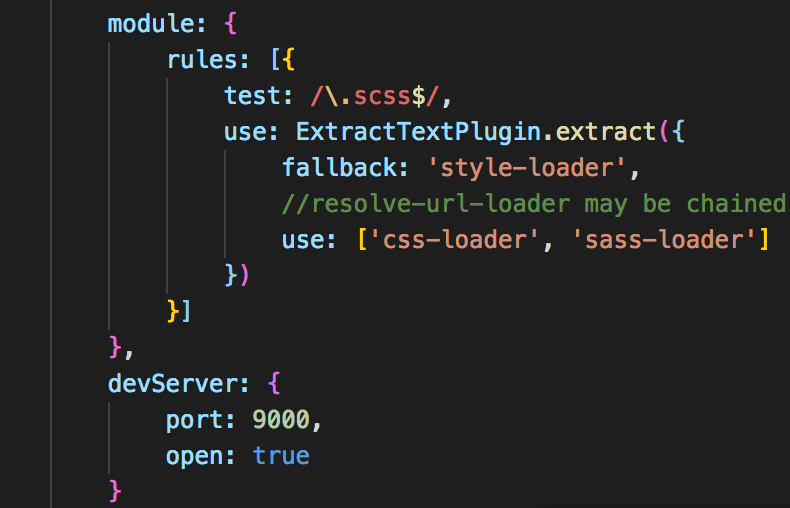 module: {
rules: [{
test: /\.scss$/,
use: ExtractTextPlugin.extract({
fallback: 'style-loader',
//resolve-url-loader may be chained
use: ['css-loader', 'sass-loader']
})
}]
},
devServer: {
port: 9000,
open: true
}